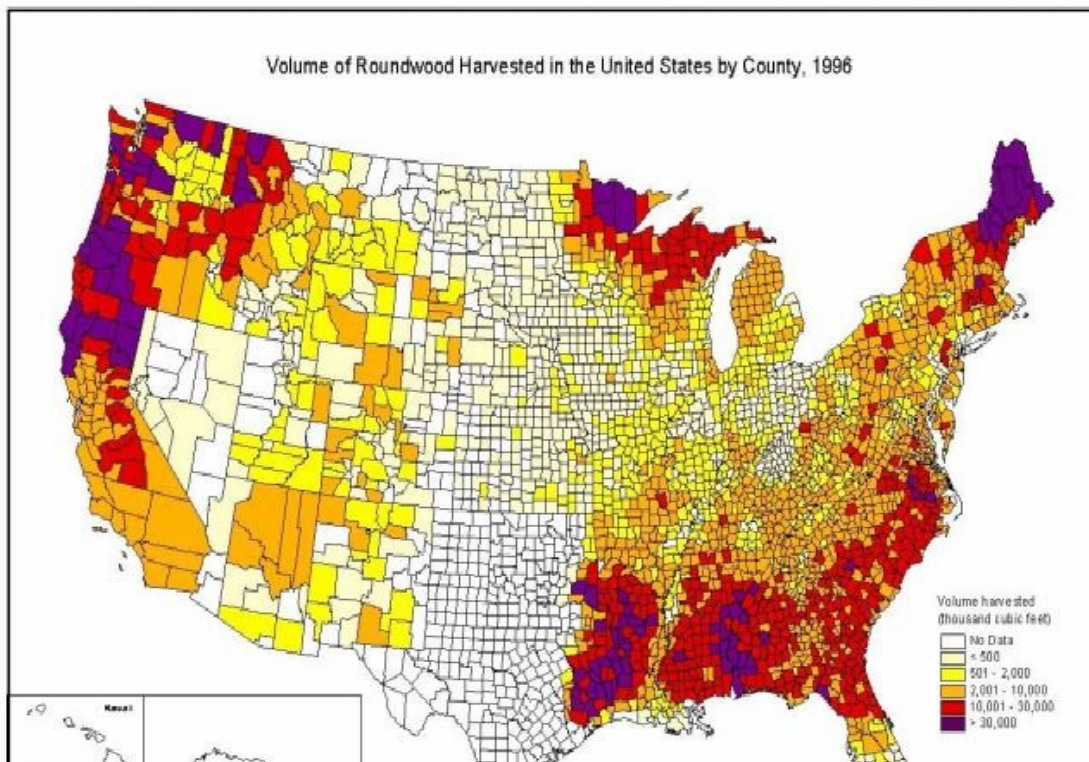 Volume of Roundwood Harvested in the United States by County, 1996
Volume harvested
(thousand cubic feet)
No Data
< 500
501 - 2,000
2,001 - 10,000
10,001 - 30,000
> 30,000
Kauai